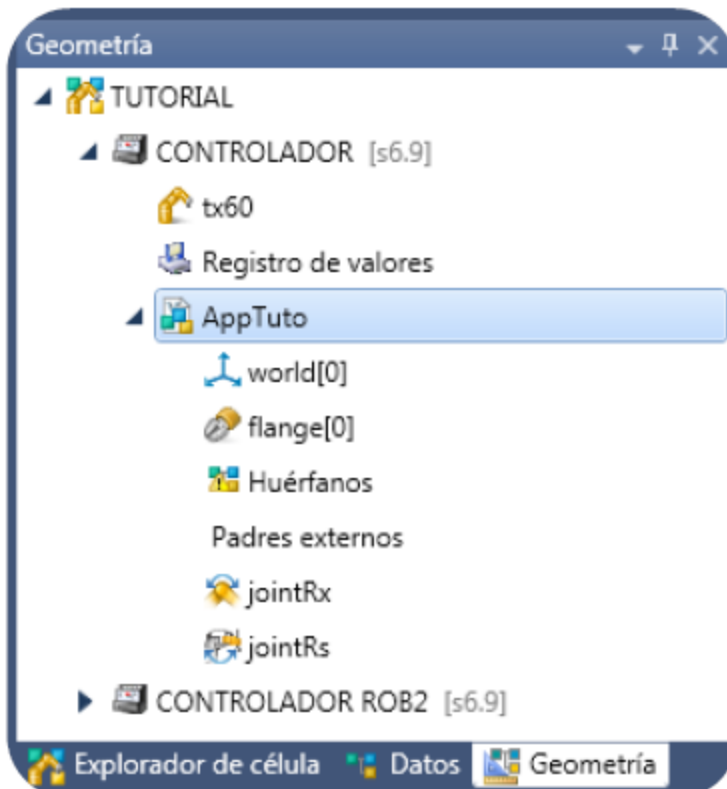 Geometría
TUTORIAL
CONTROLADOR [s6.9]
tx60
Registro de valores
AppTuto
world[0]
flange[0]
Huérfanos
Padres externos
jointRx
jointRs
CONTROLADOR ROB2 [s6.9]
Explorador de célula Datos Geometría